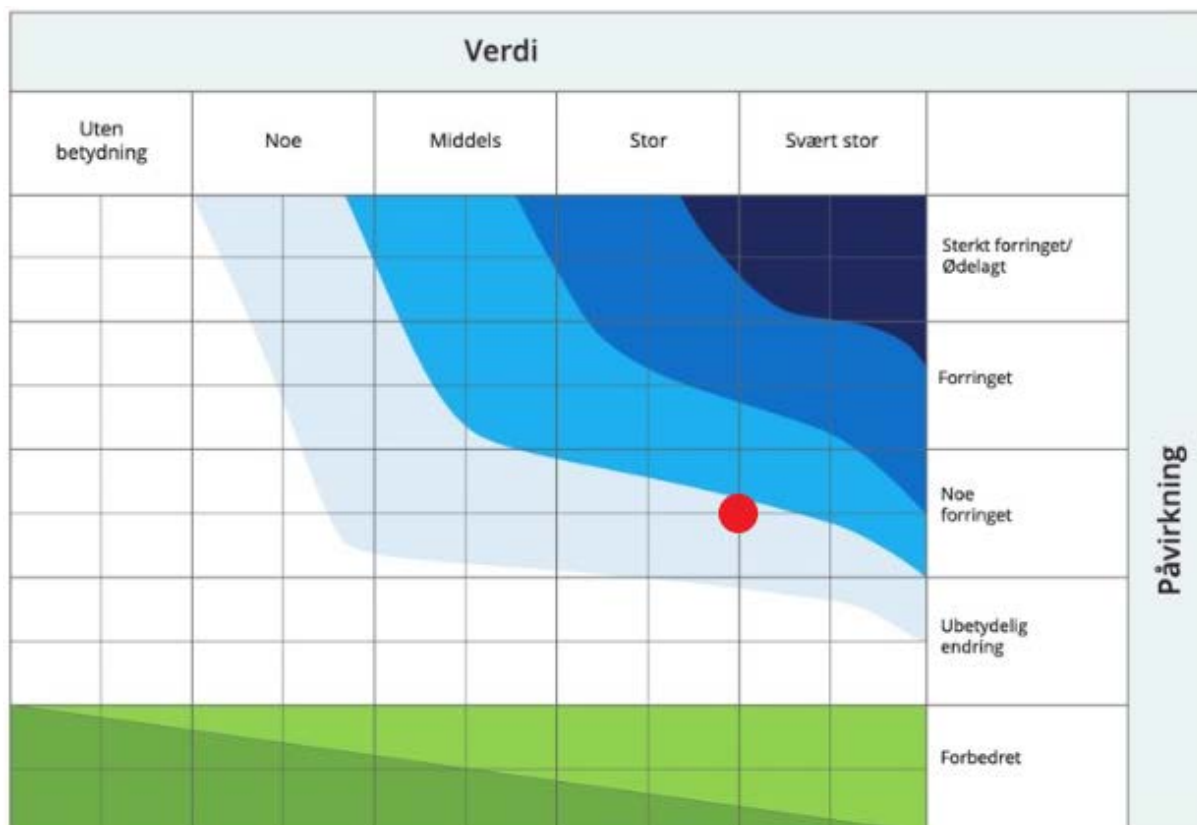 Verdi
Uten
betydning
Noe
Middels
Stor
Svært stor
Sterkt forringet/
Ødelagt
Forringet
Noe
forringet
Ubetydelig
endring
Forbedret
Påvirkning